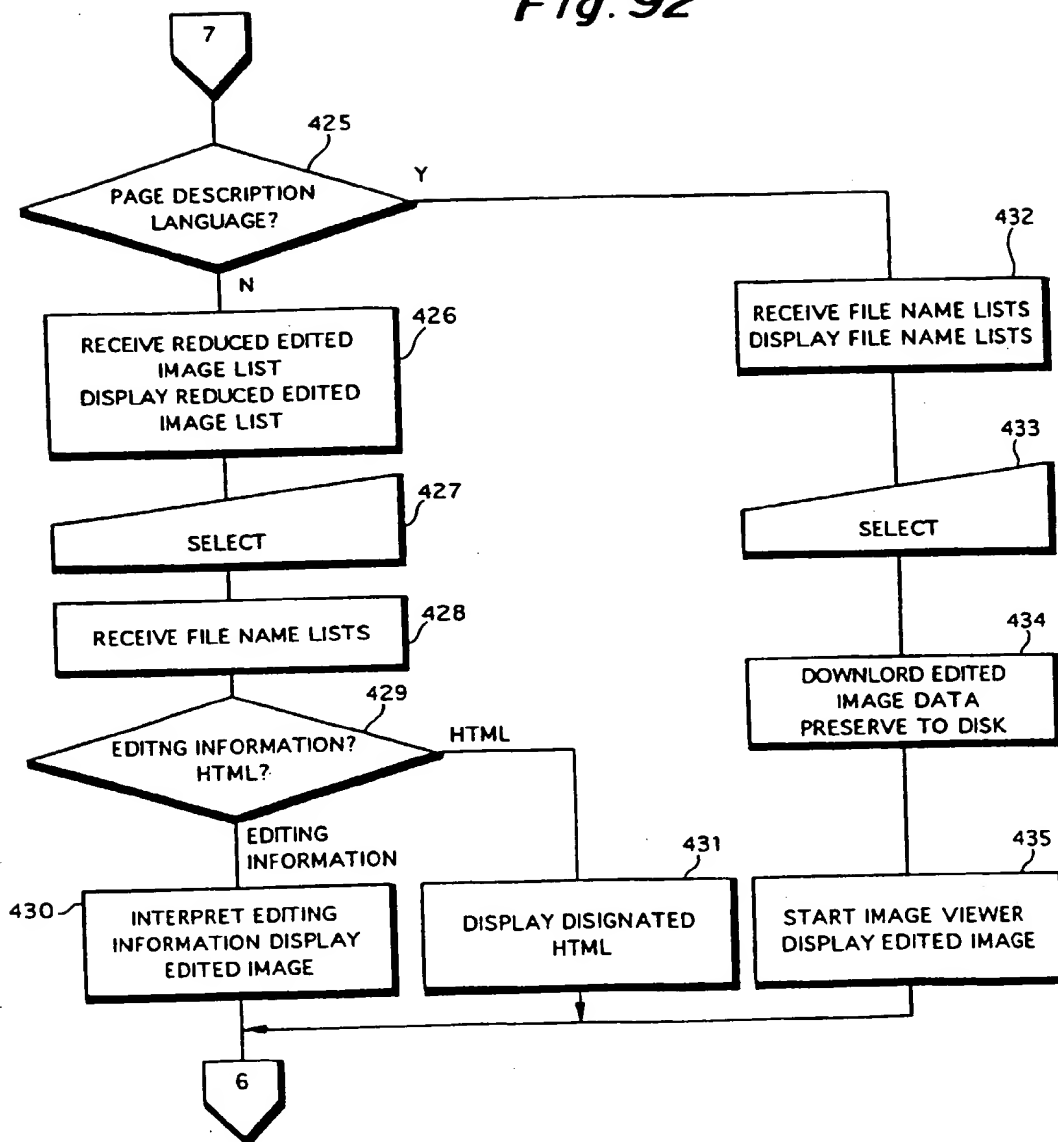 Fig. 92
7
425
PAGE DESCRIPTION
LANGUAGE?
Y
N
426
RECEIVE REDUCED EDITED
IMAGE LIST
DISPLAY REDUCED EDITED
IMAGE LIST
427
SELECT
428
RECEIVE FILE NAME LISTS
429
EDITNG INFORMATION?
HTML?
HTML
EDITING
INFORMATION
430
INTERPRET EDITING
INFORMATION DISPLAY
EDITED IMAGE
431
DISPLAY DISIGNATED
HTML
432
RECEIVE FILE NAME LISTS
DISPLAY FILE NAME LISTS
433
SELECT
434
DOWNLORD EDITED
IMAGE DATA
PRESERVE TO DISK
435
START IMAGE VIEWER
DISPLAY EDITED IMAGE
6